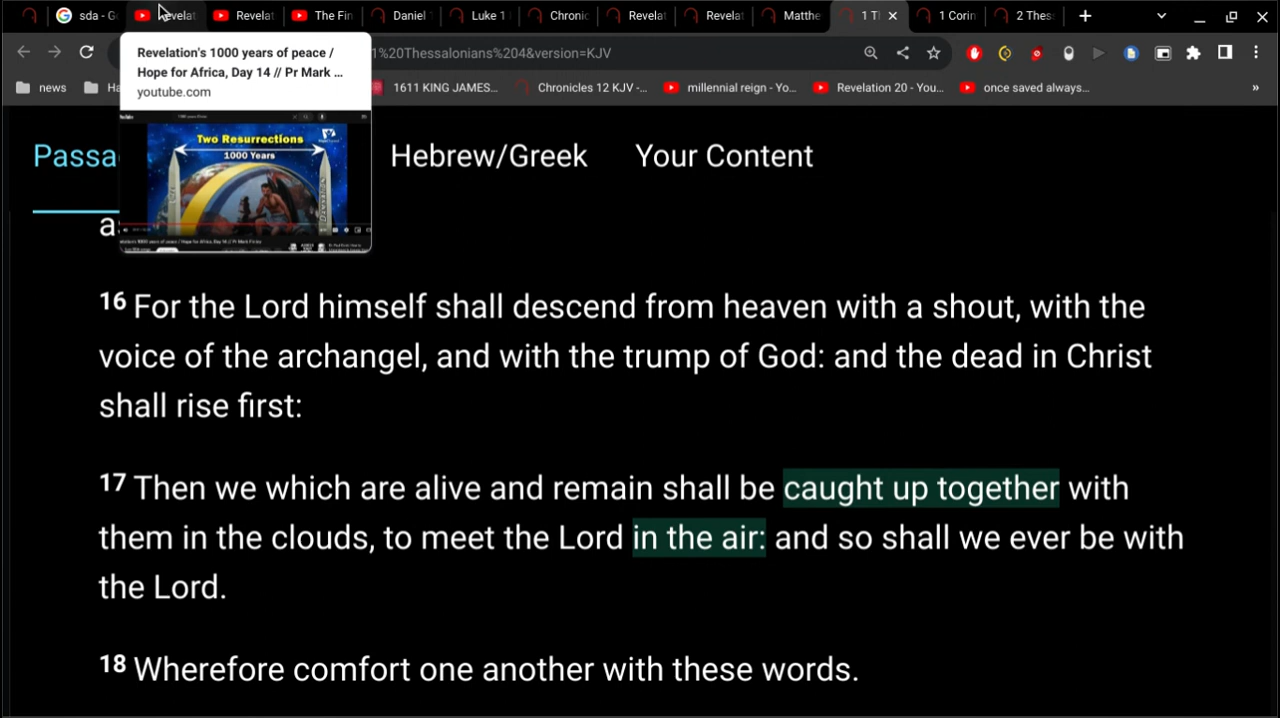 sda - G
evelat
Revelat
The Fin
Daniel
Luke 1
Chronic
Revelat
Revelat
Matthe
1 T
1 Corin
2 Thes
1%20Thessalonians%204&version=KJV
Revelation's 1000 years of peace /
Hope for Africa, Day 14 // Pr Mark ...
youtube.com
news
Ha
1611 KING JAMES...
Chronicles 12 KJV -...
millennial reign - Yo...
Revelation 20 - You...
once saved always...
»
Two Resurrections
1000 Years
Passa
Hebrew/Greek
Your Content
a
16 For the Lord himself shall descend from heaven with a shout, with the
voice of the archangel, and with the trump of God: and the dead in Christ
shall rise first:
17 Then we which are alive and remain shall be caught up together with
them in the clouds, to meet the Lord in the air: and so shall we ever be with
the Lord.
18 Wherefore comfort one another with these words.